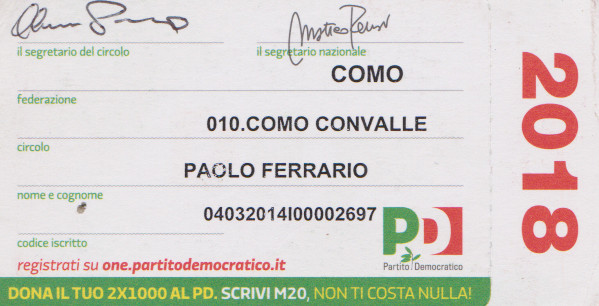 il segretario del circolo
il segretario nazionale
Matteo Renzi
COMO
federazione
010.COMO CONVALLE
circolo
PAOLO FERRARIO
nome e cognome
04032014I00002697
codice iscritto
PD
Partito Democratico
registrati su one.partitodemocratico.it
DONA IL TUO 2X1000 AL PD. SCRIVI M20, NON TI COSTA NULLA!
2018